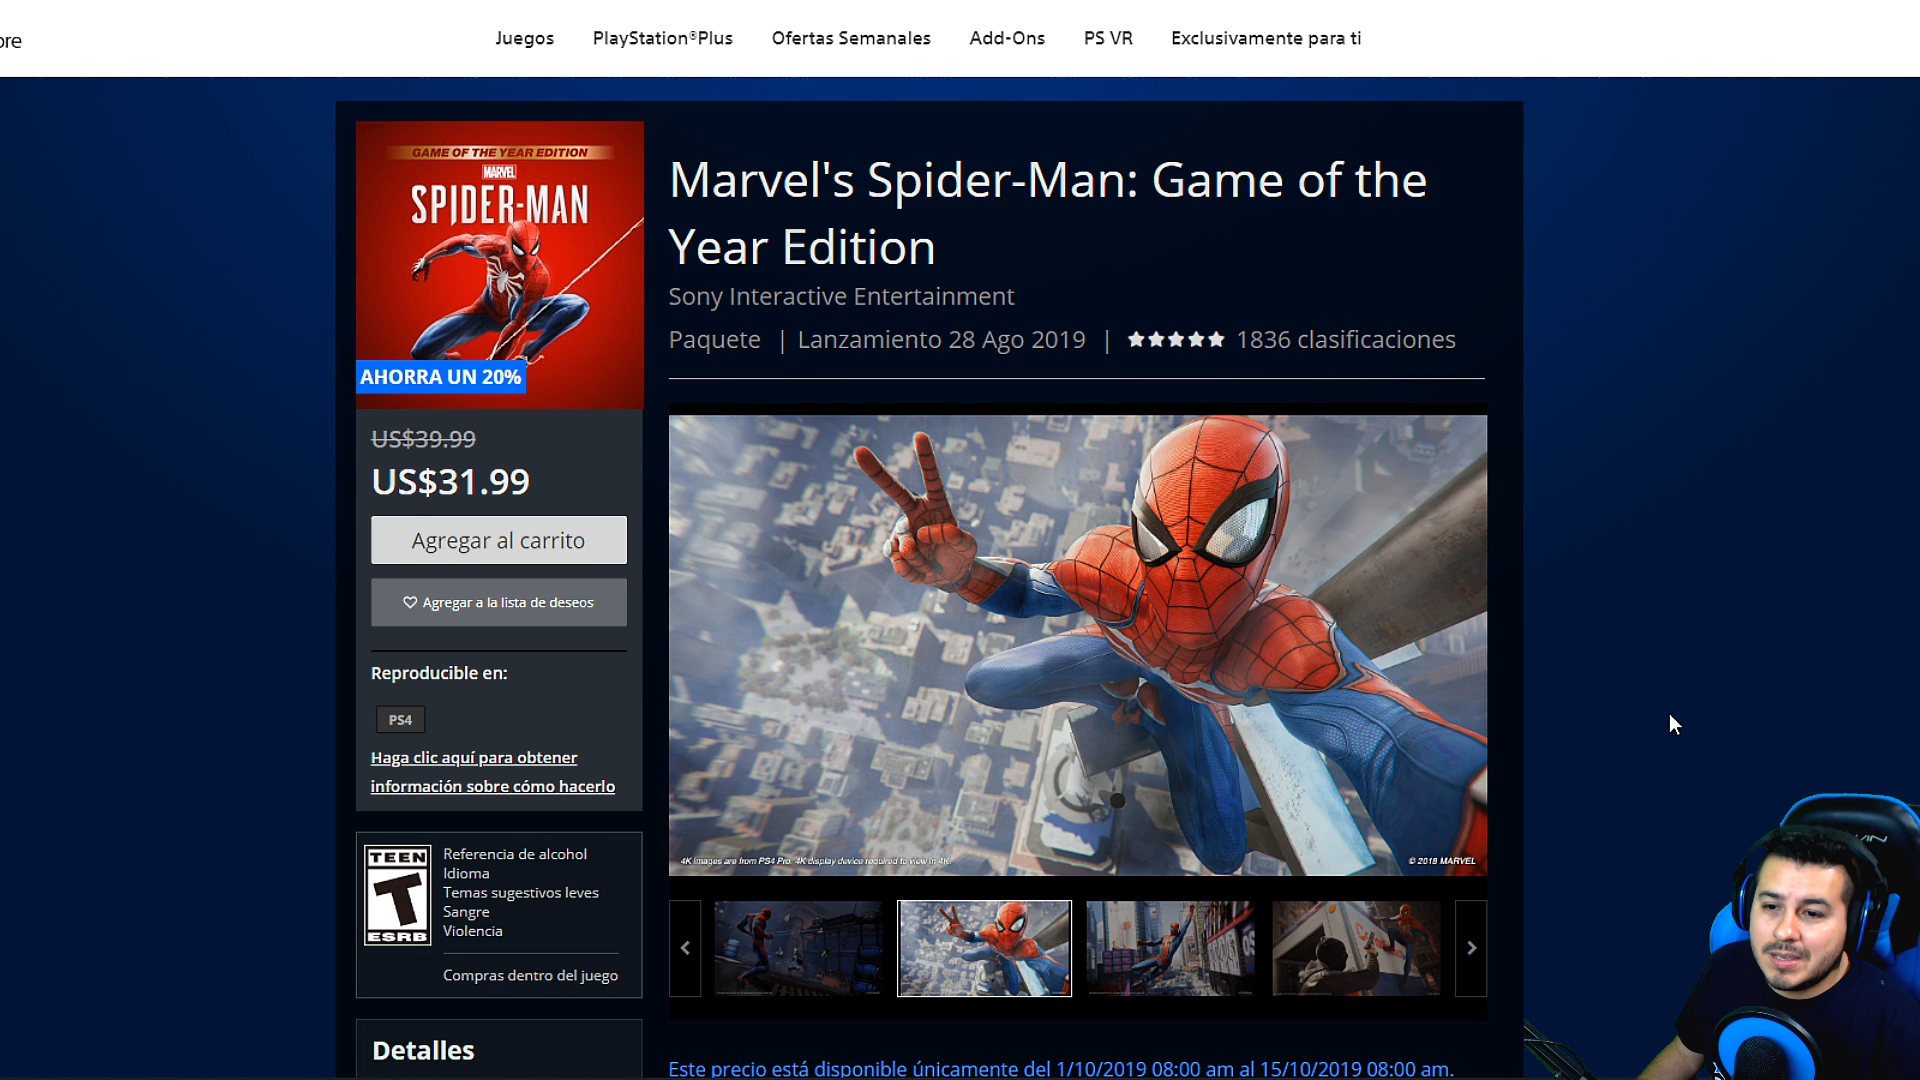 ore
Juegos
PlayStation®Plus
Ofertas Semanales
Add-Ons
PS VR
Exclusivamente para ti
GAME OF THE YEAR EDITION
MARVEL
SPIDER-MAN
AHORRA UN 20%
US$39.99
US$31.99
Agregar al carrito
Agregar a la lista de deseos
Reproducible en:
PS4
Haga clic aquí para obtener
información sobre cómo hacerlo
TEEN
T
ESRB
Referencia de alcohol
Idioma
Temas sugestivos leves
Sangre
Violencia
Compras dentro del juego
Detalles
Marvel's Spider-Man: Game of the
Year Edition
Sony Interactive Entertainment
Paquete | Lanzamiento 28 Ago 2019 | ★★★★★ 1836 clasificaciones
4K images are from PS4 Pro. 4K display device required to view in 4K.
© 2018 MARVEL
Este precio está disponible únicamente del 1/10/2019 08:00 am al 15/10/2019 08:00 am.